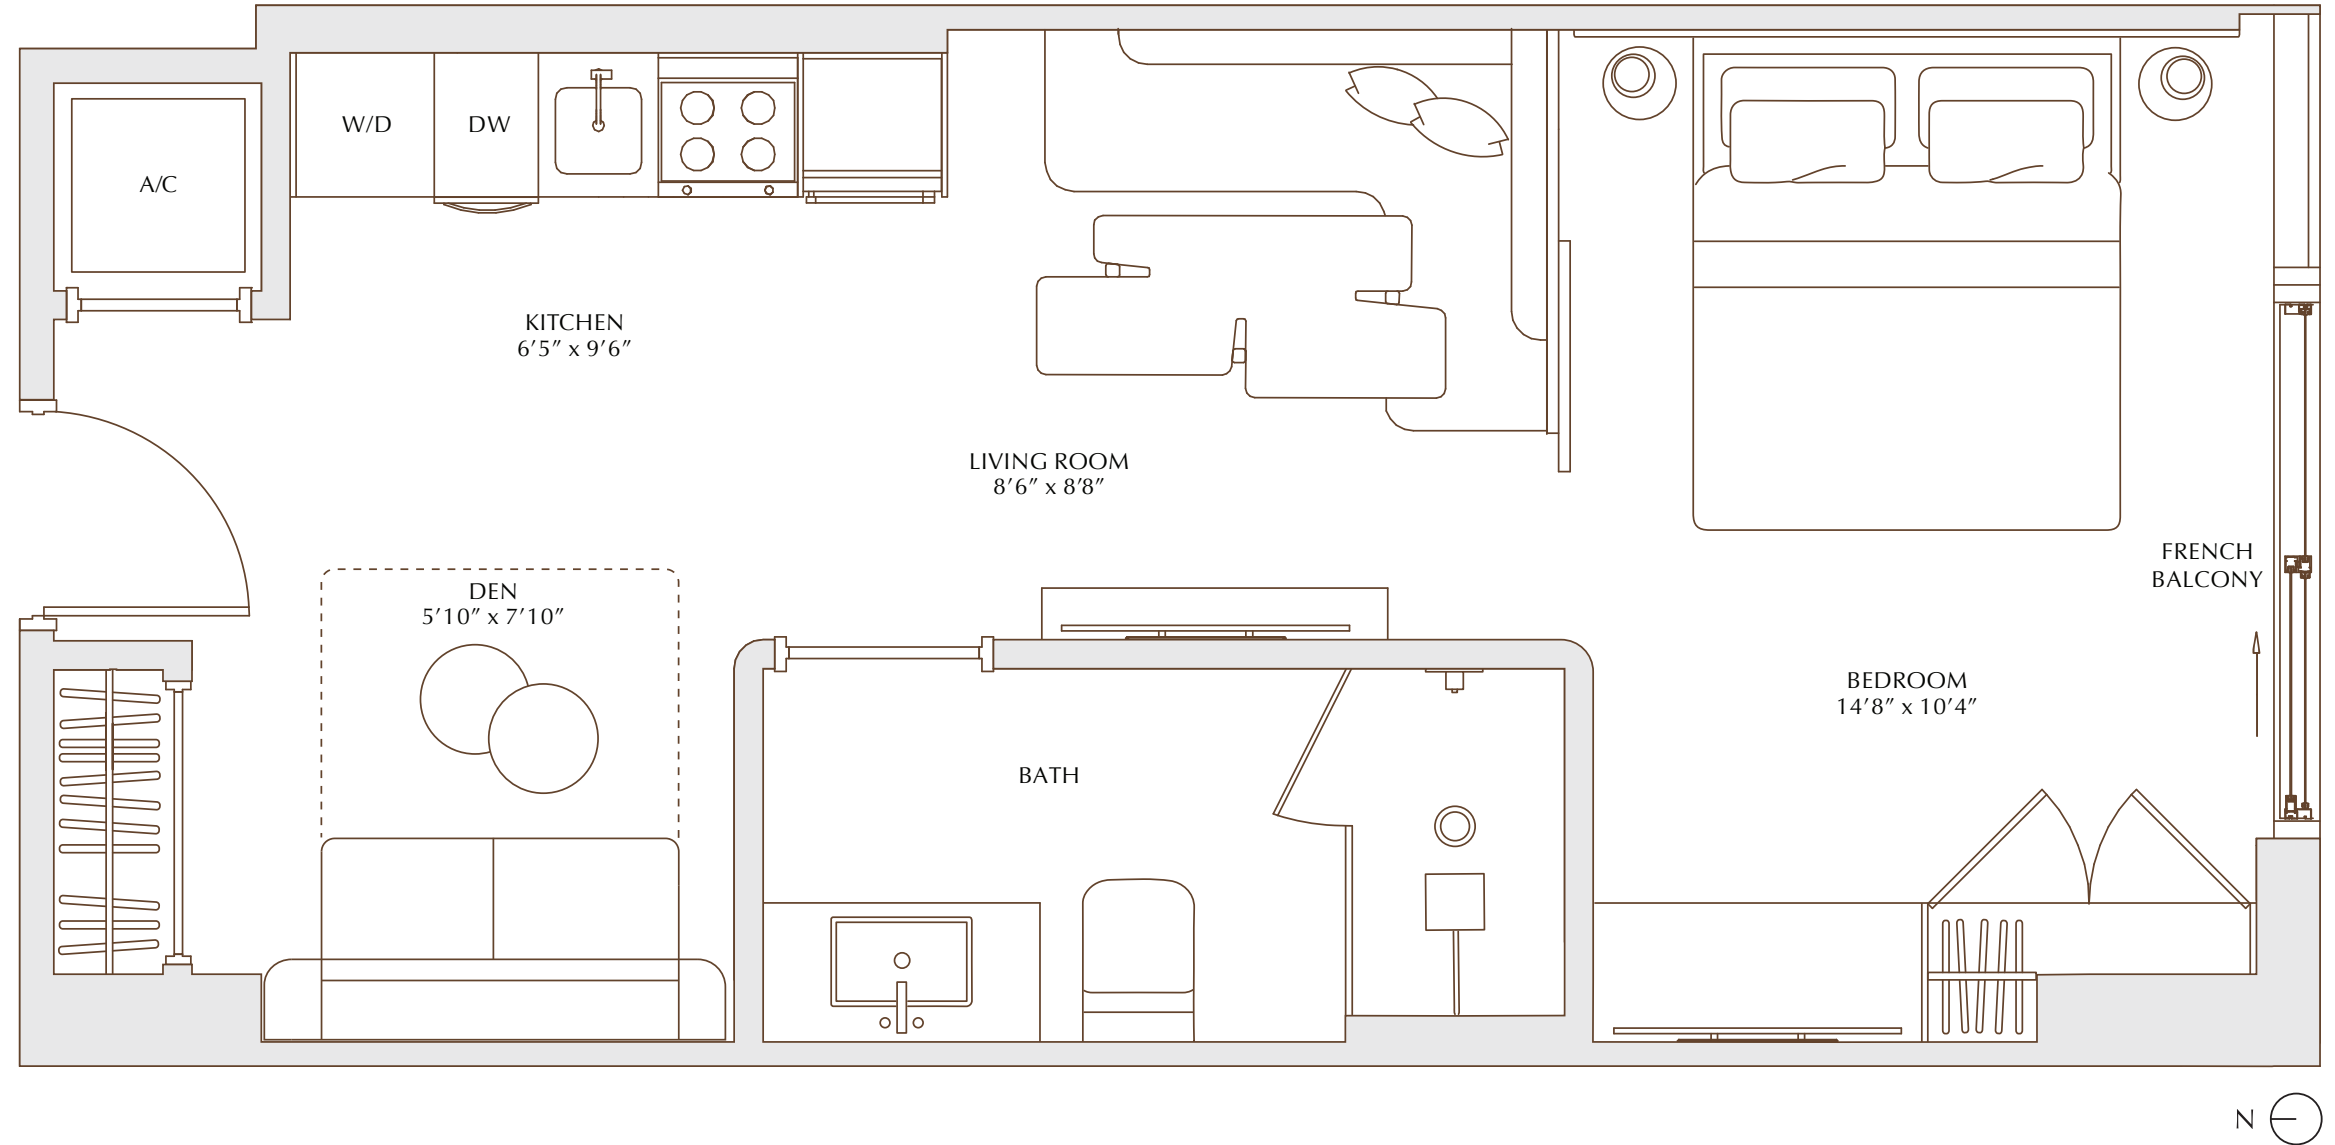 W/D
DW
A/C
KITCHEN
6’5” x 9’6”
LIVING ROOM
8’6” x 8’8”
FRENCH
BALCONY
DEN
5’10” x 7’10”
BEDROOM
14’8” x 10’4”
BATH
N